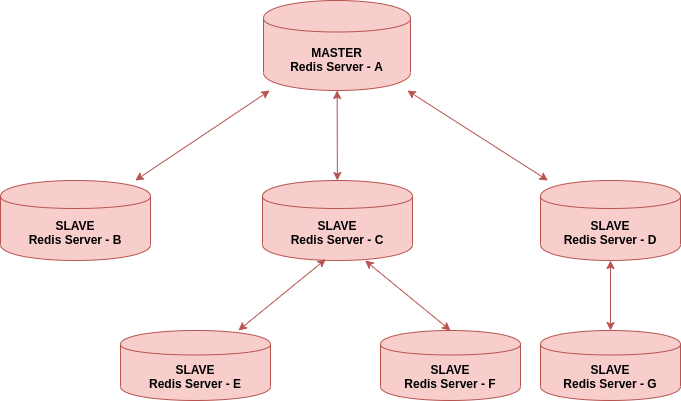 MASTER
Redis Server - A
SLAVE
Redis Server - B
SLAVE
Redis Server - C
SLAVE
Redis Server - D
SLAVE
Redis Server - E
SLAVE
Redis Server - F
SLAVE
Redis Server - G